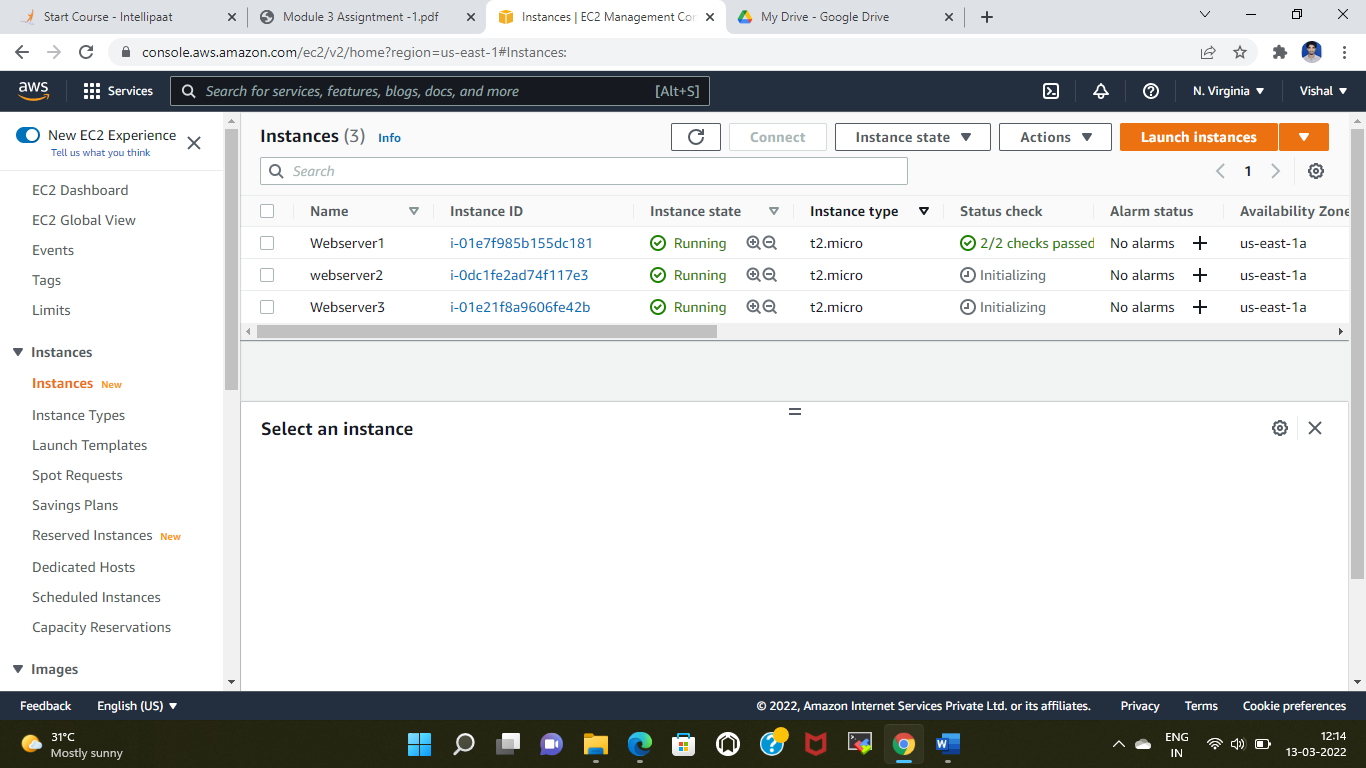 Start Course - Intellipaat
Module 3 Assigntment -1.pdf
Instances | EC2 Management Con
My Drive - Google Drive
console.aws.amazon.com/ec2/v2/home?region=us-east-1#Instances:
aws
Services
Search for services, features, blogs, docs, and more
[Alt+S]
N. Virginia
Vishal
New EC2 Experience
Tell us what you think
EC2 Dashboard
EC2 Global View
Events
Tags
Limits
Instances
Instances New
Instance Types
Launch Templates
Spot Requests
Savings Plans
Reserved Instances New
Dedicated Hosts
Scheduled Instances
Capacity Reservations
Images
Instances (3) Info
Connect
Instance state
Actions
Launch instances
Search
1
Name Instance ID Instance state Instance type Status check Alarm status Availability Zone
Webserver1 i-01e7f985b155dc181 Running t2.micro 2/2 checks passed No alarms us-east-1a
webserver2 i-0dc1fe2ad74f117e3 Running t2.micro Initializing No alarms us-east-1a
Webserver3 i-01e21f8a9606fe42b Running t2.micro Initializing No alarms us-east-1a
Select an instance
Feedback English (US) © 2022, Amazon Internet Services Private Ltd. or its affiliates. Privacy Terms Cookie preferences
31°C
Mostly sunny
ENG
IN
12:14
13-03-2022